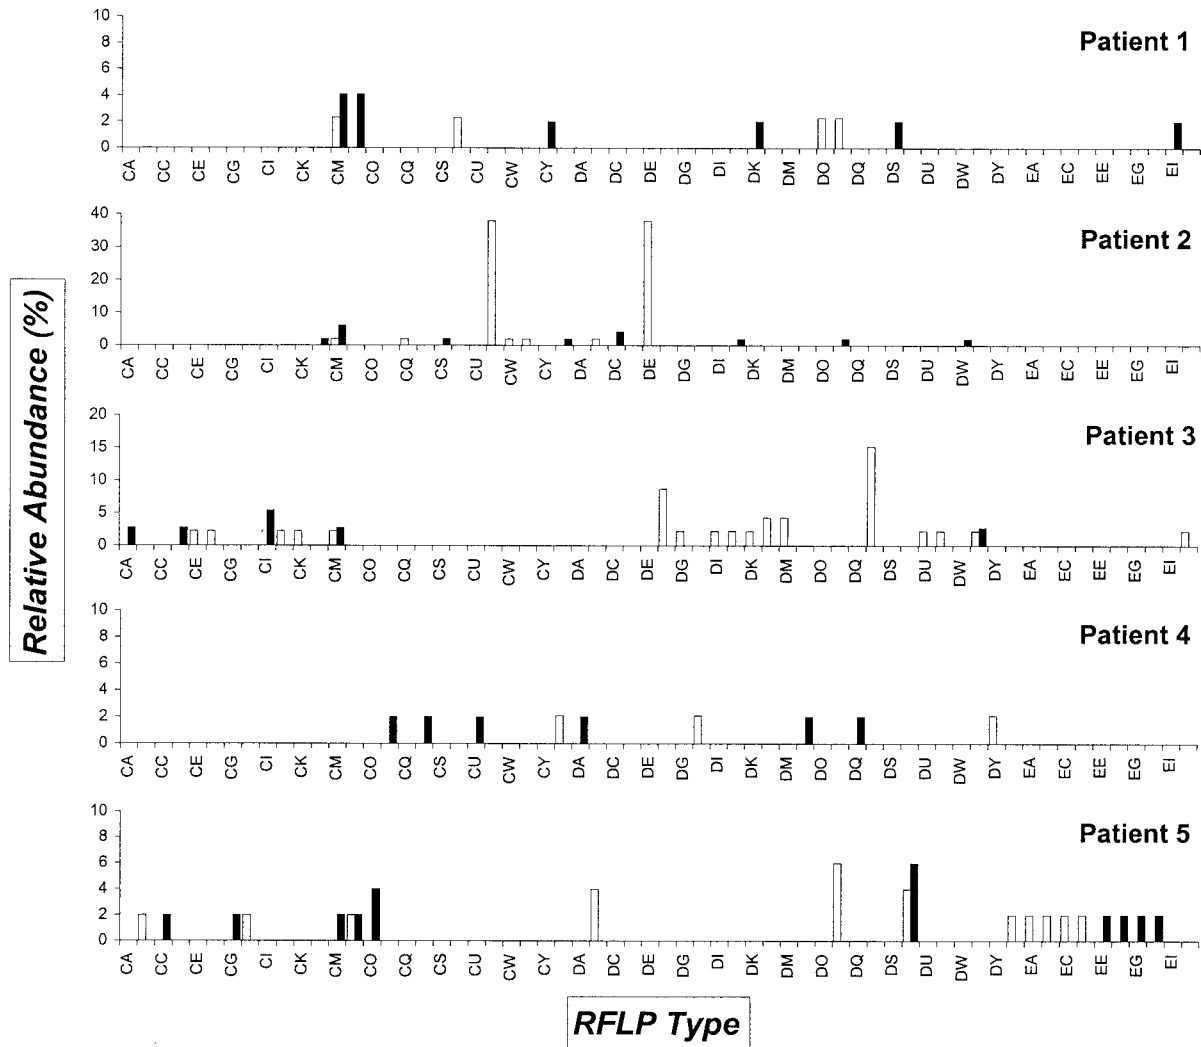 10
8
6
4
2
0
Patient 1
CA CC CE CG CI CK CM CO CQ CS CU CW CY DA DC DE DG DI DK DM DO DQ DS DU DW DY EA EC EE EG EI
40
30
20
10
0
Patient 2
CA CC CE CG CI CK CM CO CQ CS CU CW CY DA DC DE DG DI DK DM DO DQ DS DU DW DY EA EC EE EG EI
Relative Abundance (%)
20
15
10
5
0
Patient 3
CA CC CE CG CI CK CM CO CQ CS CU CW CY DA DC DE DG DI DK DM DO DQ DS DU DW DY EA EC EE EG EI
10
8
6
4
2
0
Patient 4
CA CC CE CG CI CK CM CO CQ CS CU CW CY DA DC DE DG DI DK DM DO DQ DS DU DW DY EA EC EE EG EI
10
8
6
4
2
0
Patient 5
CA CC CE CG CI CK CM CO CQ CS CU CW CY DA DC DE DG DI DK DM DO DQ DS DU DW DY EA EC EE EG EI
RFLP Type